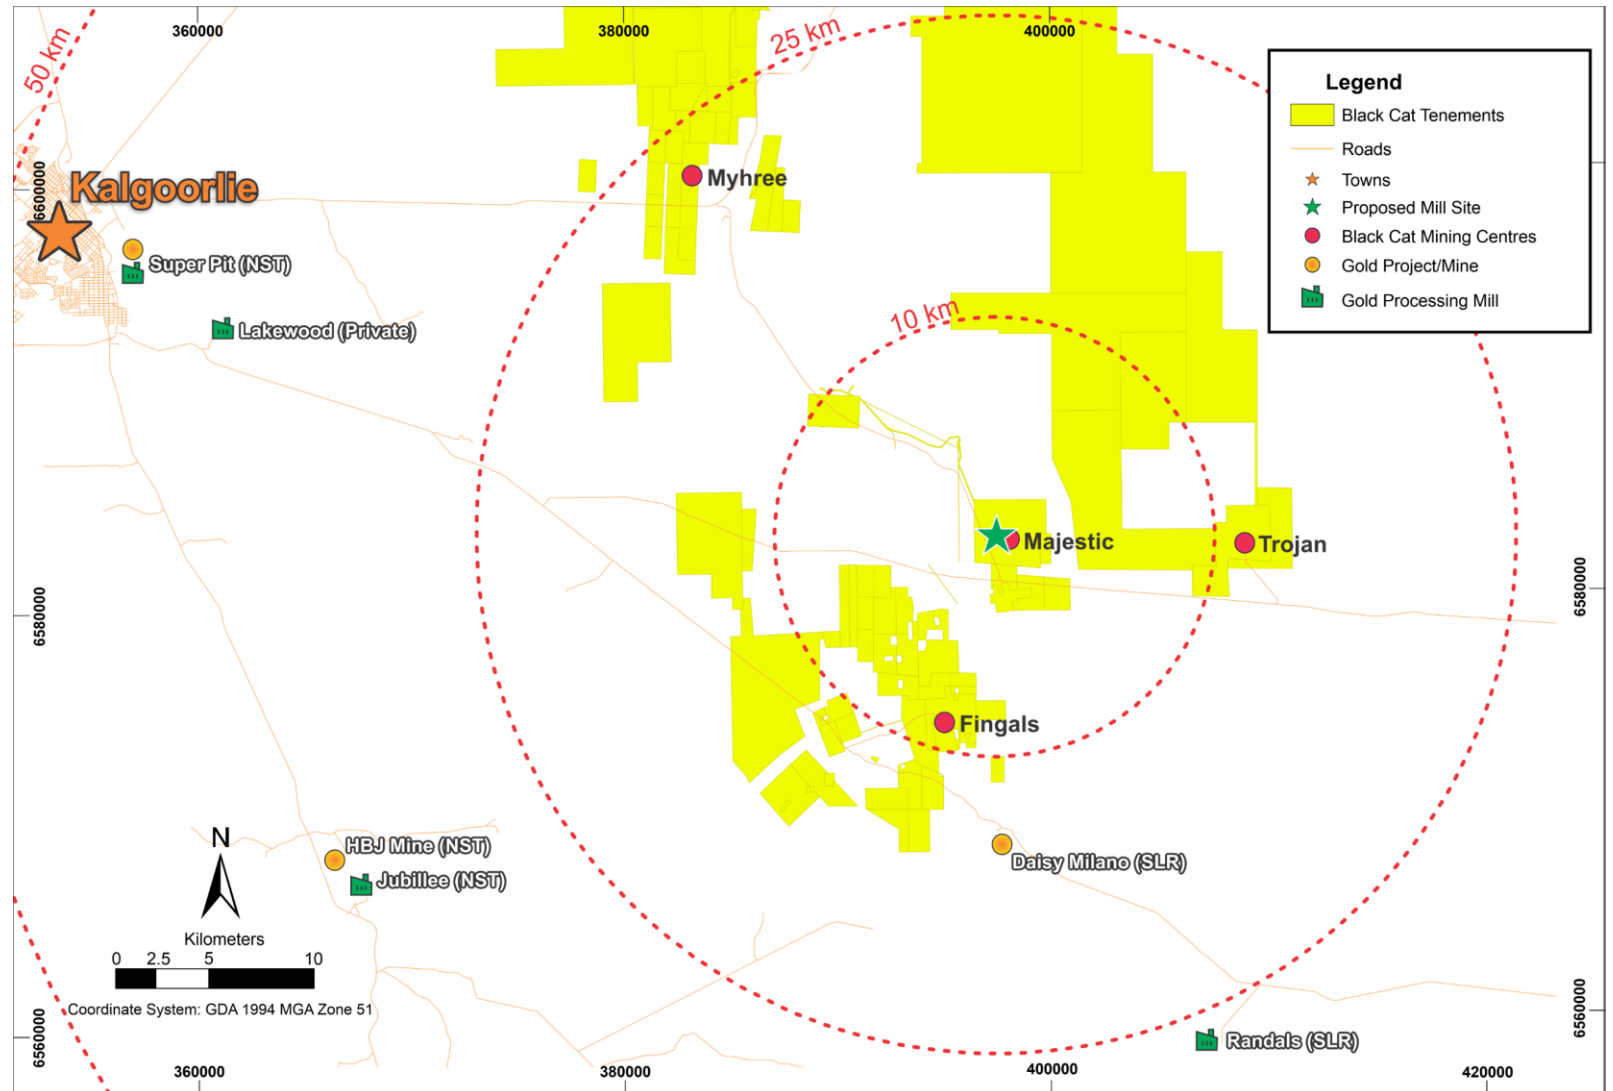 360000
380000
400000
50 km
25 km
Legend
Black Cat Tenements
Roads
Towns
Proposed Mill Site
Black Cat Mining Centres
Gold Project/Mine
Gold Processing Mill
6600000
Kalgoorlie
Myhree
Super Pit (NST)
Lakewood (Private)
10 km
Majestic
Trojan
6580000
6580000
Fingals
HBJ Mine (NST)
Jubillee (NST)
Daisy Milano (SLR)
N
Kilometers
0 2.5 5 10
Coordinate System: GDA 1994 MGA Zone 51
6560000
6560000
Randals (SLR)
360000
380000
400000
420000